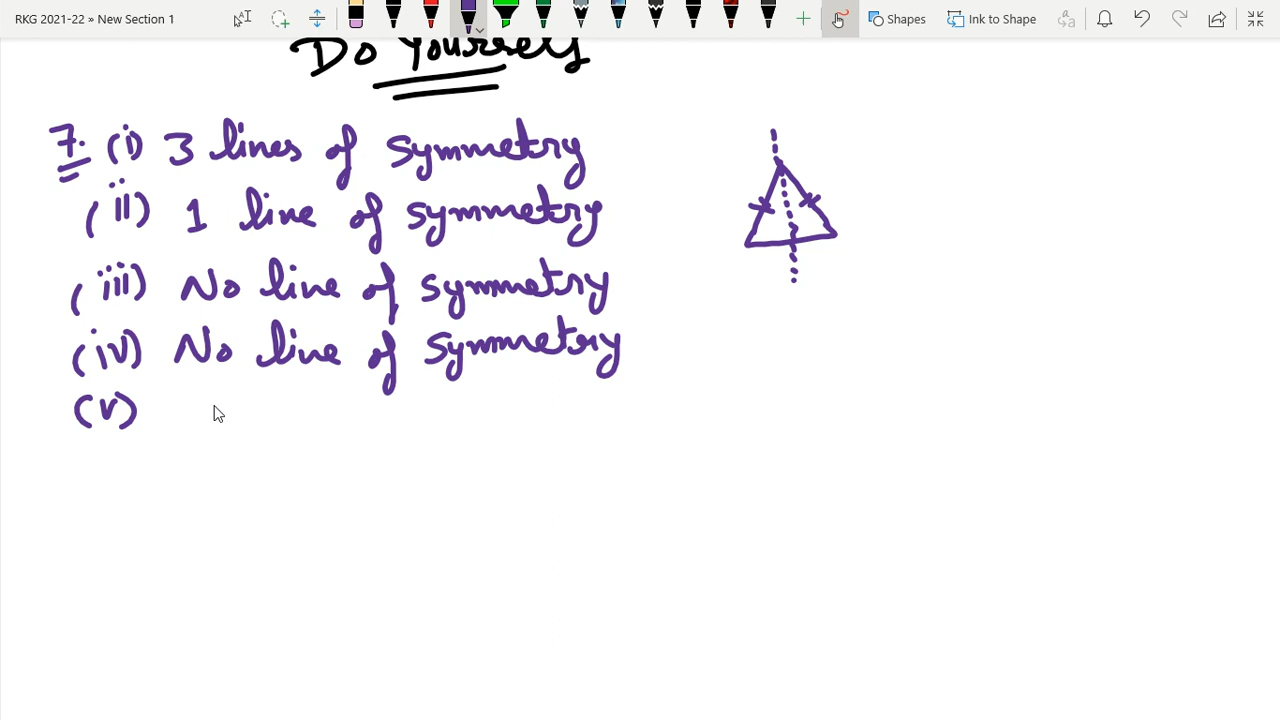 RKG 2021-22 » New Section 1
Shapes
Ink to Shape
Do Yourself
7. (i) 3 lines of symmetry
(ii) 1 line of symmetry
(iii) No line of symmetry
(iv) No line of symmetry
(v)